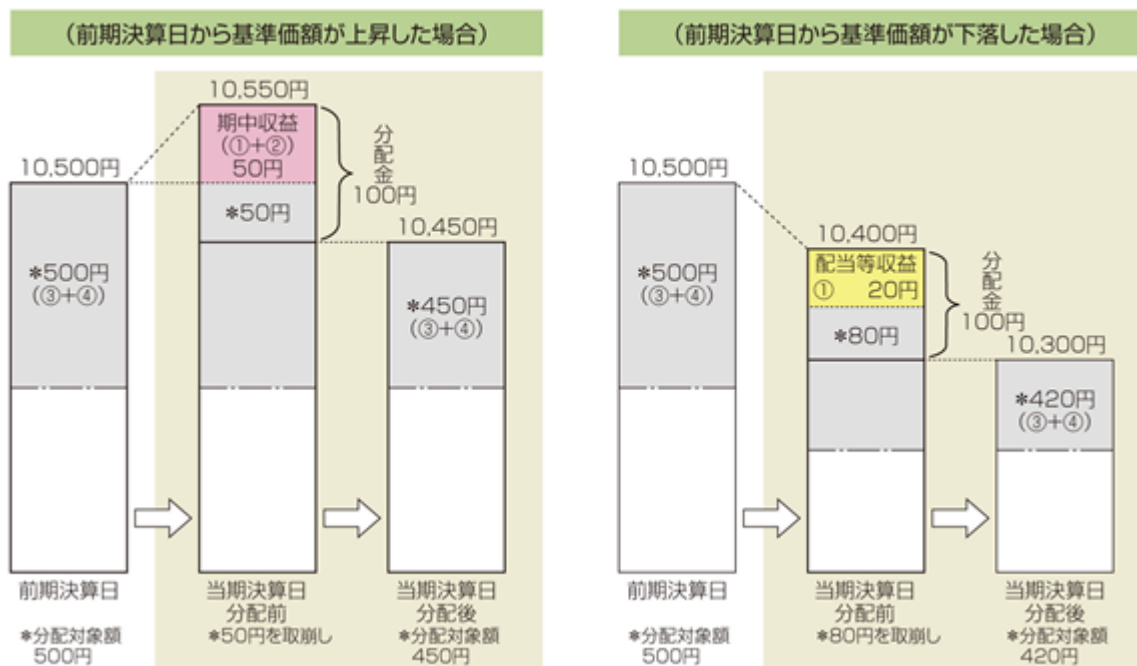 (前期決算日から基準価額が上昇した場合)
10,550円
期中収益
(①+②)
50円
*50円
分配金
100円
10,500円
*500円
(③+④)
10,450円
*450円
(③+④)
前期決算日
*分配対象額
500円
当期決算日
分配前
*50円を取崩し
当期決算日
分配後
*分配対象額
450円
(前期決算日から基準価額が下落した場合)
10,500円
*500円
(③+④)
10,400円
配当等収益
① 20円
*80円
分配金
100円
10,300円
*420円
(③+④)
前期決算日
*分配対象額
500円
当期決算日
分配前
*80円を取崩し
当期決算日
分配後
*分配対象額
420円